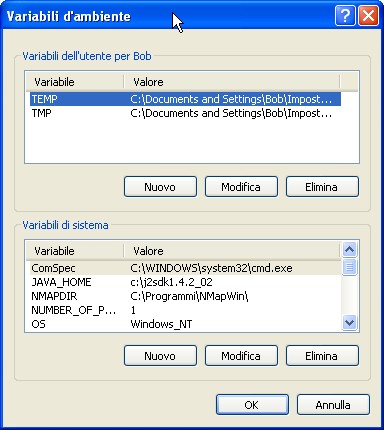 Variabili d'ambiente
Variabili dell'utente per Bob
Variabile Valore
TEMP C:\Documents and Settings\Bob\Impost...
TMP C:\Documents and Settings\Bob\Impost...
Nuovo Modifica Elimina
Variabili di sistema
Variabile Valore
ComSpec C:\WINDOWS\system32\cmd.exe
JAVA_HOME c:\j2sdk1.4.2_02
NMAPDIR C:\Programmi\NMapWin\
NUMBER_OF_P... 1
OS Windows_NT
Nuovo Modifica Elimina
OK Annulla